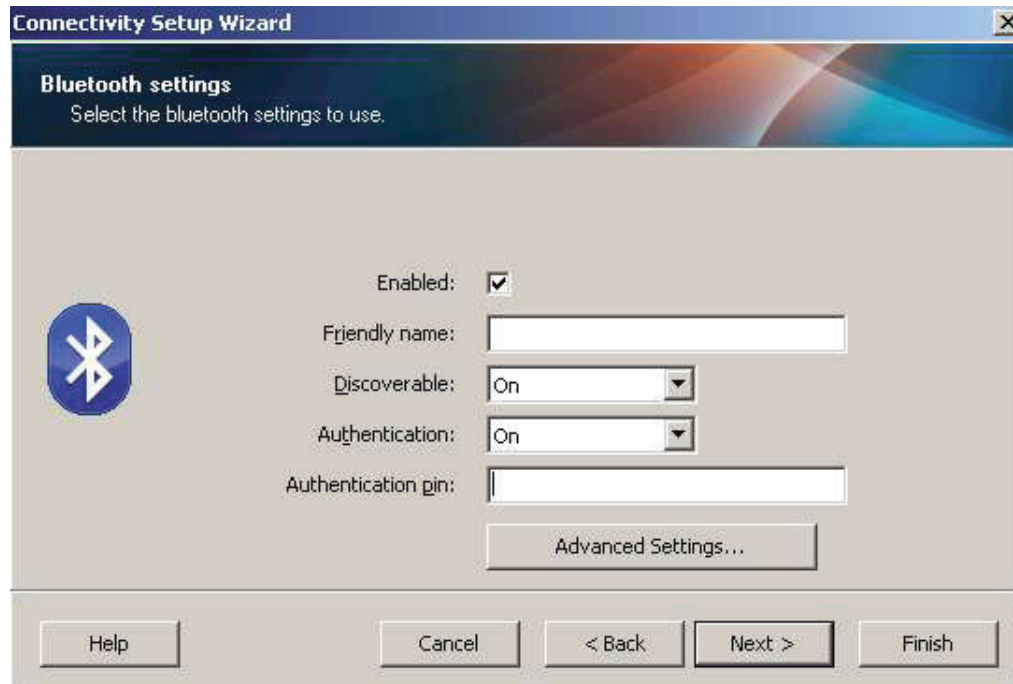 Connectivity Setup Wizard
Bluetooth settings
Select the bluetooth settings to use.
Enabled:
Friendly name:
Discoverable: On
Authentication: On
Authentication pin:
Advanced Settings...
Help Cancel < Back Next > Finish